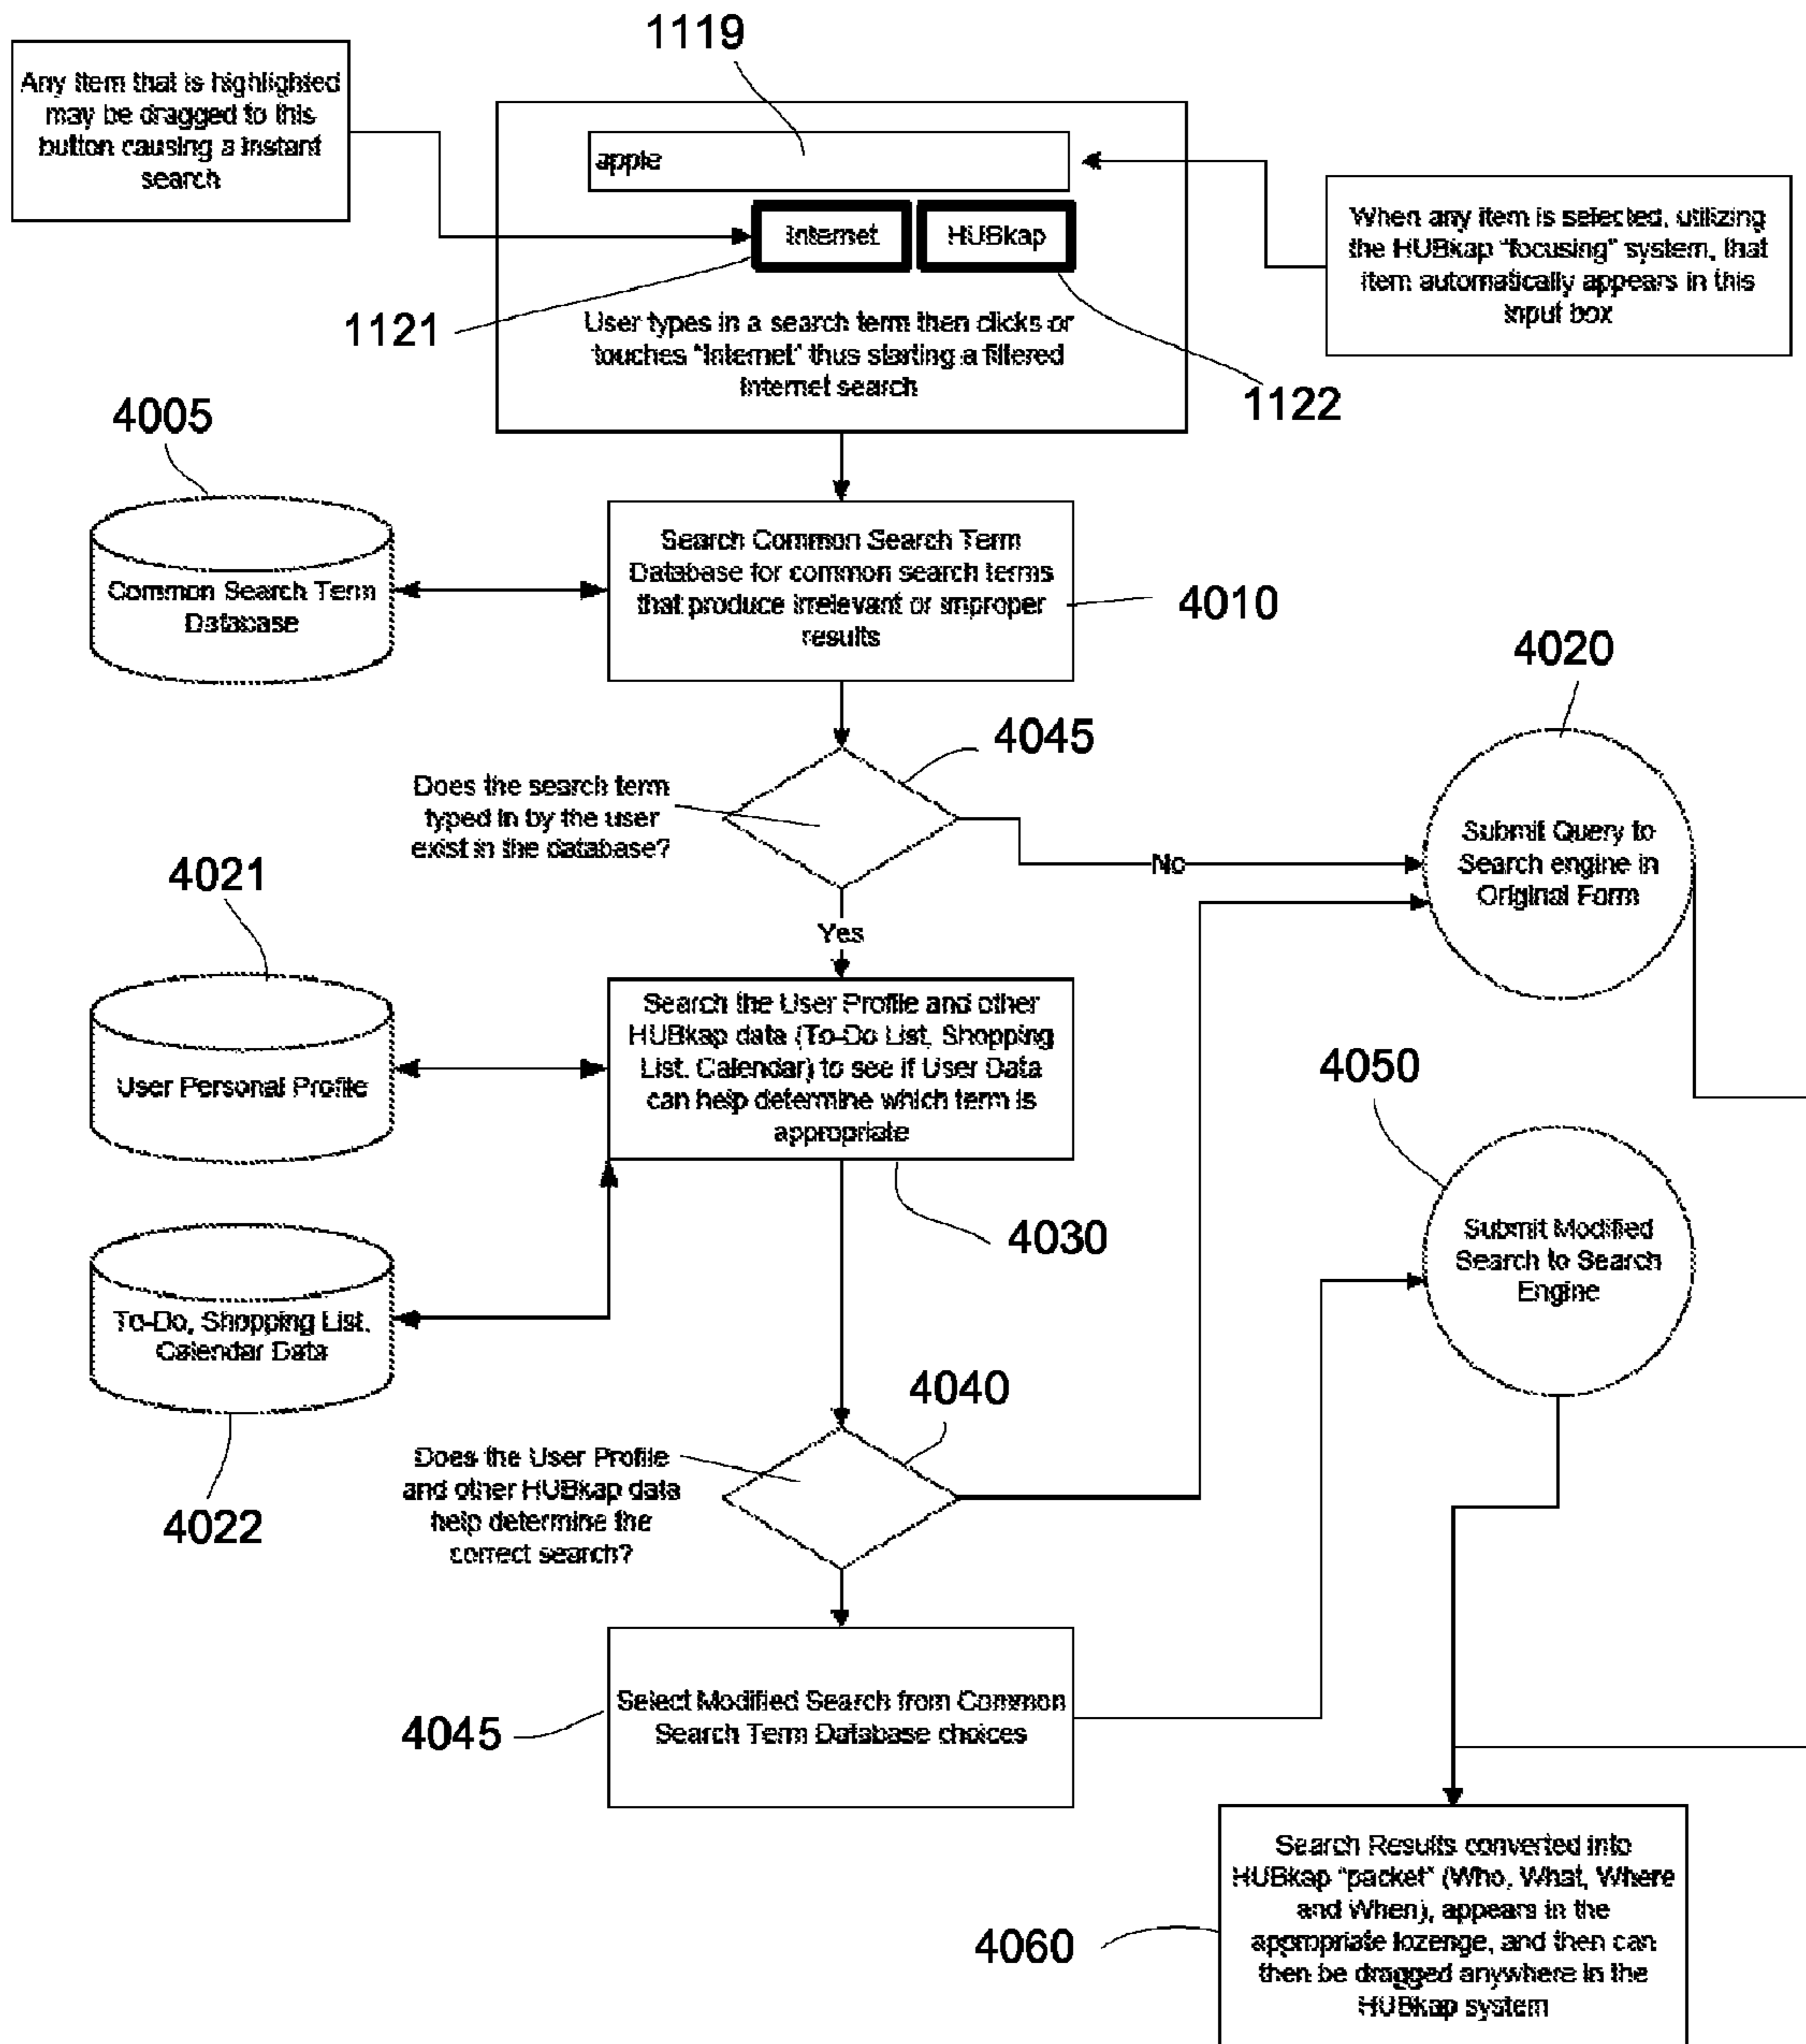 1119
Any item that is highlighted
may be dragged to this
button causing a instant
search
apple
Internet
HUBkap
When any item is selected, utilizing
the HUBkap "focusing" system, that
item automatically appears in this
input box
1121
User types in a search term then clicks or
touches "Internet" thus starting a filtered
Internet search
1122
4005
Common Search Term
Database
Search Common Search Term
Database for common search terms
that produce irrelevant or improper
results
4010
4020
4045
Does the search term
typed in by the user
exist in the database?
No
Submit Query to
Search engine in
Original Form
Yes
4021
User Personal Profile
Search the User Profile and other
HUBkap data (To-Do List, Shopping
List. Calendar) to see if User Data
can help determine which term is
appropriate
4050
4030
Submit Modified
Search to Search
Engine
To-Do, Shopping List.
Calendar Data
4022
4040
Does the User Profile
and other HUBkap data
help determine the
correct search?
Select Modified Search from Common
Search Term Database choices
4045
Search Results converted into
HUBkap "packet" (Who, What, Where
and When), appears in the
appropriate lozenge, and then can
then be dragged anywhere in the
HUBkap system
4060